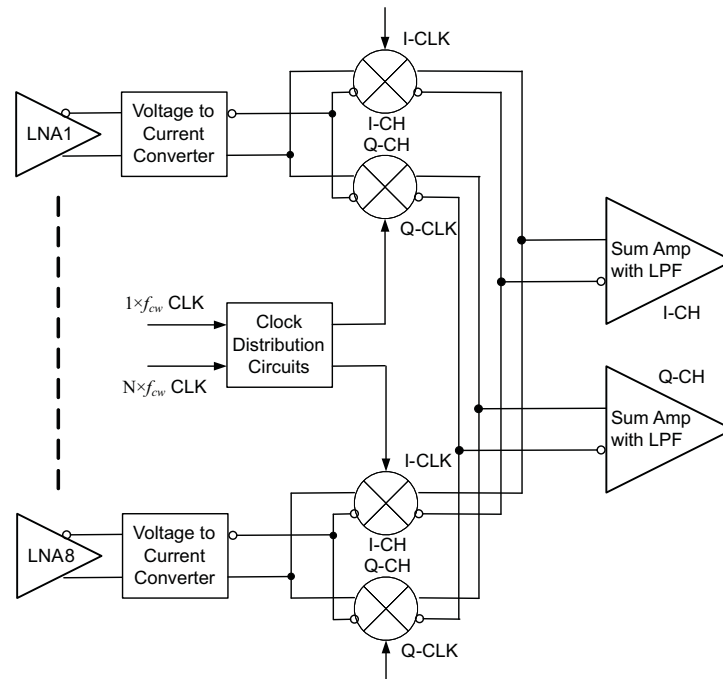 I-CLK
LNA1
Voltage to
Current
Converter
I-CH
Q-CH
Q-CLK
Sum Amp
with LPF
I-CH
1×fcw CLK
N×fcw CLK
Clock
Distribution
Circuits
Q-CH
Sum Amp
with LPF
I-CLK
LNA8
Voltage to
Current
Converter
I-CH
Q-CH
Q-CLK